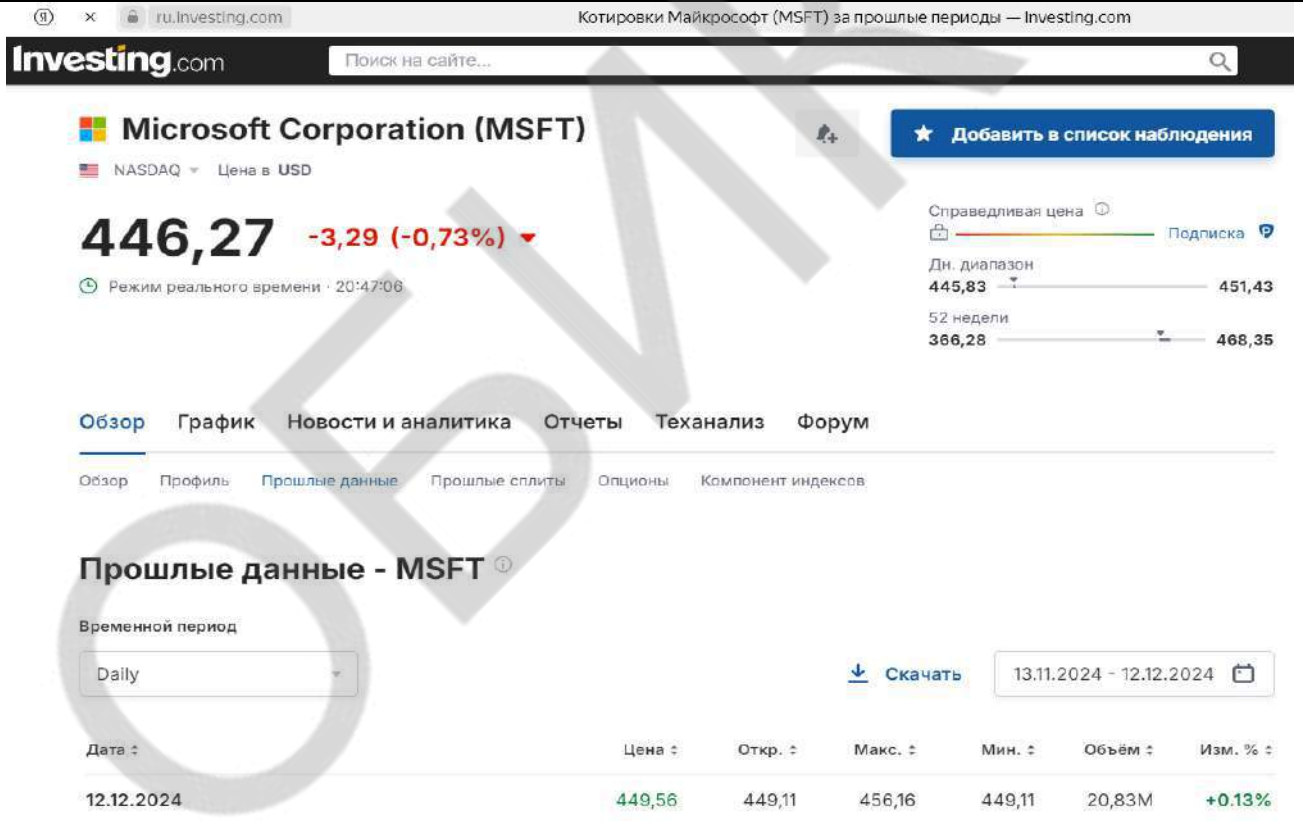 ru.investing.com Котировки Майкрософт (MSFT) за прошлые периоды — Investing.com
Investing.com Поиск на сайте...
Microsoft Corporation (MSFT) Добавить в список наблюдения
NASDAQ Цена в USD
446,27 -3,29 (-0,73%)
Справедливая цена
Подписка
Режим реального времени · 20:47:06
Дн. диапазон
445,83 451,43
52 недели
366,28 468,35
Обзор График Новости и аналитика Отчеты Теханализ Форум
Обзор Профиль Прошлые данные Прошлые сплиты Опционы Компонент индексов
Прошлые данные - MSFT
Временной период
Daily Скачать 13.11.2024 - 12.12.2024
Дата Цена Откр. Макс. Мин. Объём Изм. %
12.12.2024 449,56 449,11 456,16 449,11 20,83M +0.13%
ОБИК